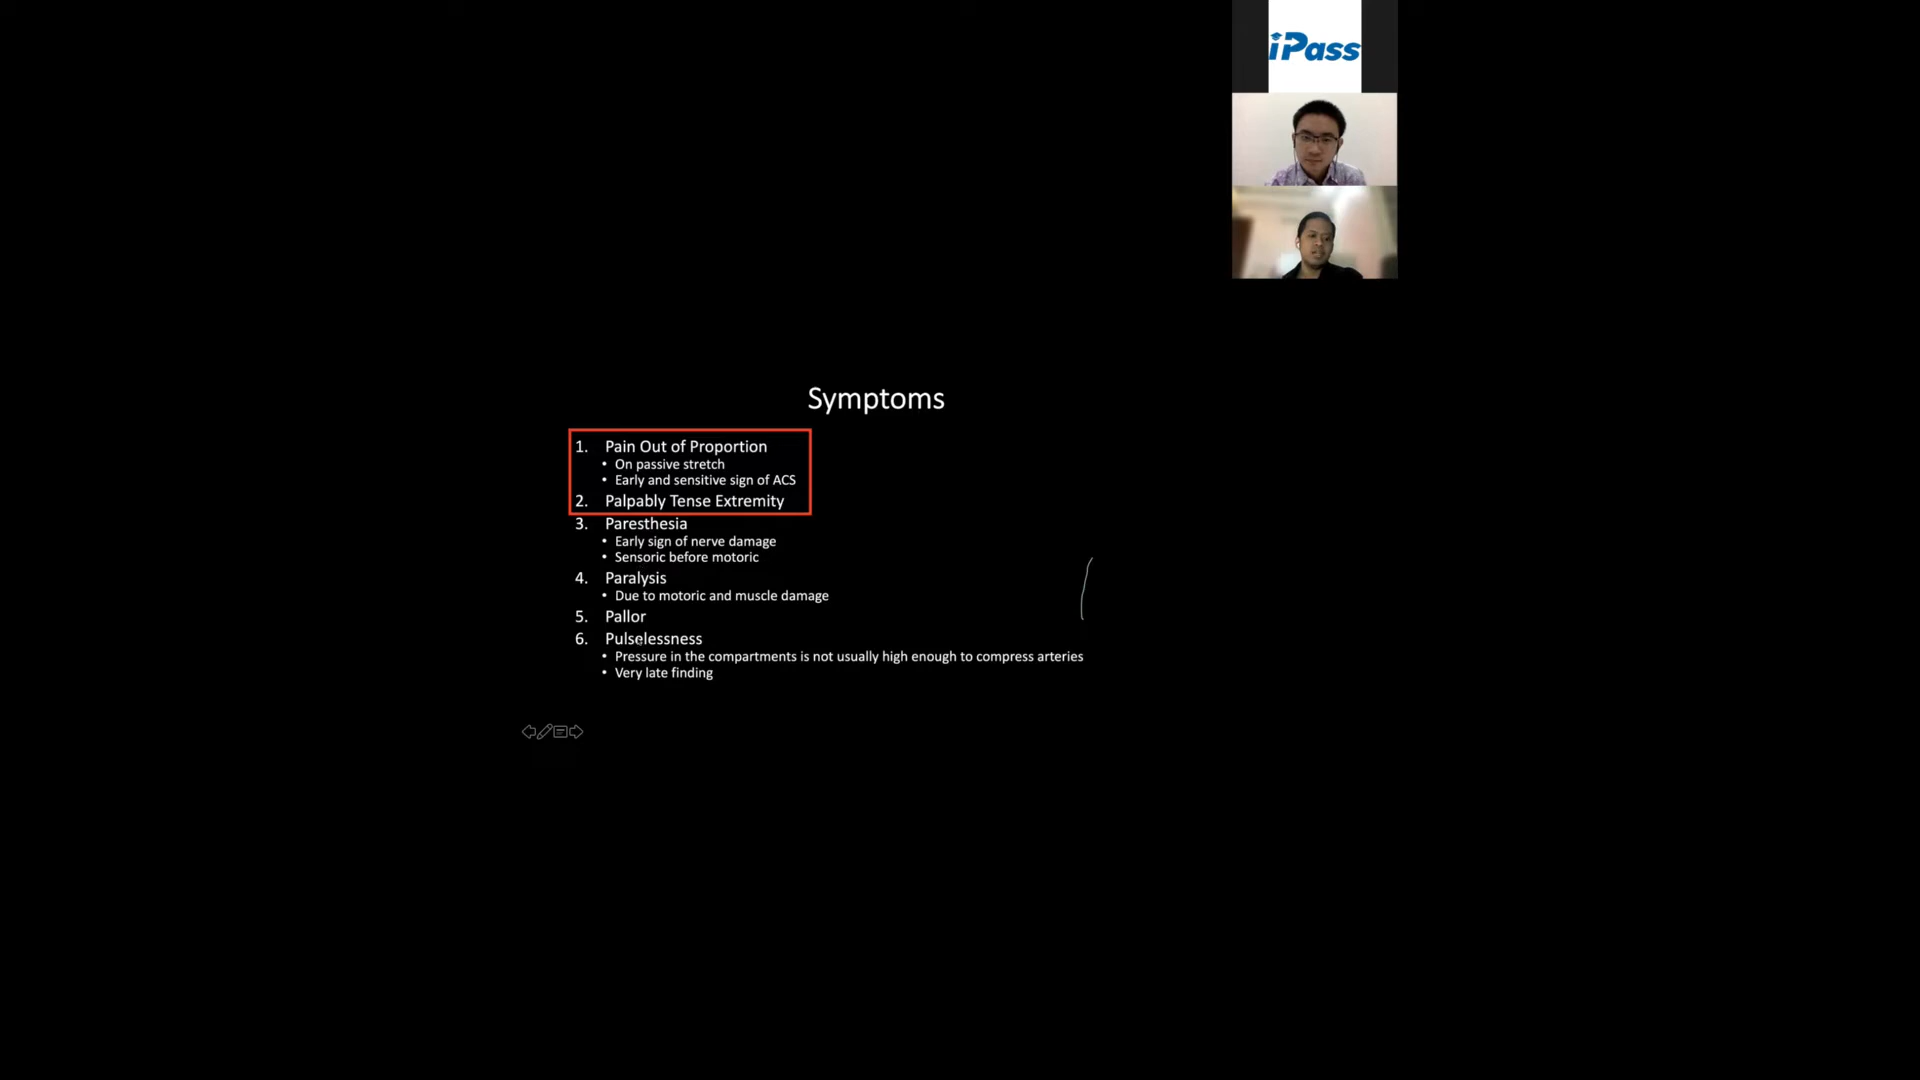 iPass
Symptoms
1. Pain Out of Proportion
• On passive stretch
• Early and sensitive sign of ACS
2. Palpably Tense Extremity
3. Paresthesia
• Early sign of nerve damage
• Sensoric before motoric
4. Paralysis
• Due to motoric and muscle damage
5. Pallor
6. Pulselessness
• Pressure in the compartments is not usually high enough to compress arteries
• Very late finding